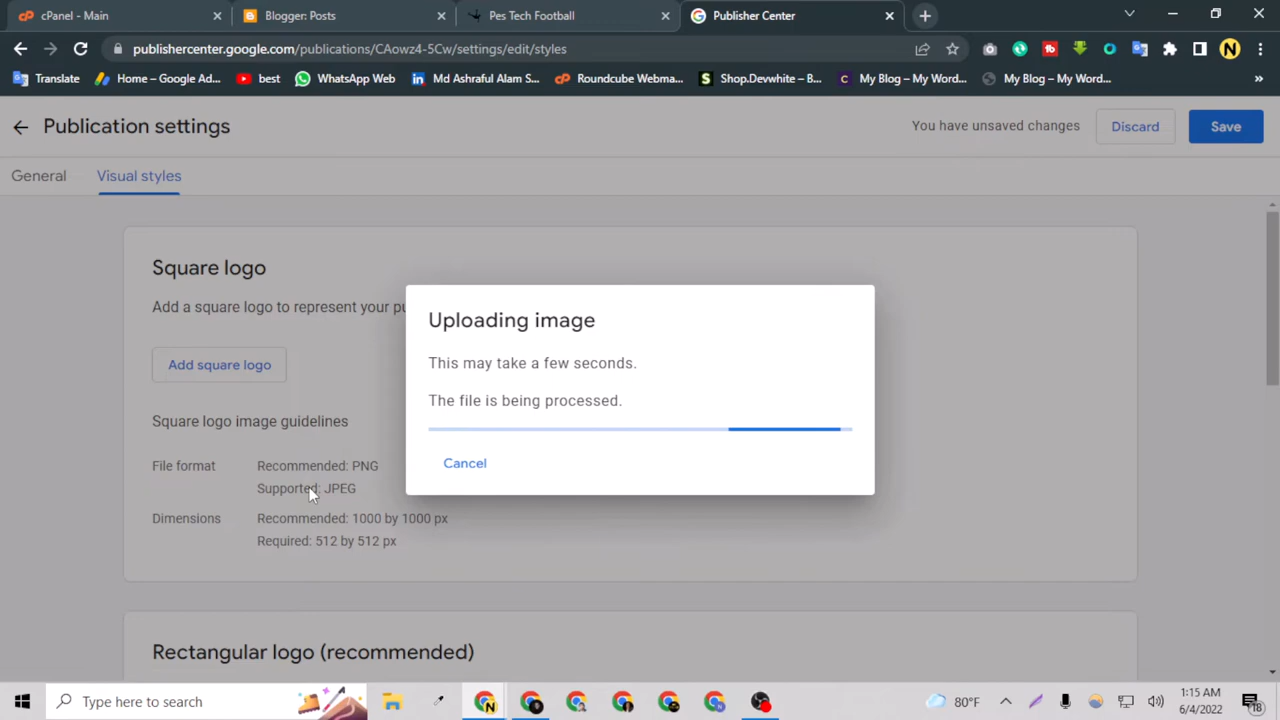 cPanel - Main
Blogger: Posts
Pes Tech Football
Publisher Center
publishercenter.google.com/publications/CAowz4-5Cw/settings/edit/styles
N
Translate
Home – Google Ad...
best
WhatsApp Web
Md Ashraful Alam S...
Roundcube Webma...
Shop.Devwhite – B...
My Blog – My Word...
My Blog – My Word...
Publication settings
You have unsaved changes
Discard
Save
General
Visual styles
Square logo
Add a square logo to represent your pu
Add square logo
Square logo image guidelines
File format
Recommended: PNG
Supported: JPEG
Dimensions
Recommended: 1000 by 1000 px
Required: 512 by 512 px
Uploading image
This may take a few seconds.
The file is being processed.
Cancel
Rectangular logo (recommended)
Type here to search
80°F
1:15 AM
6/4/2022
18